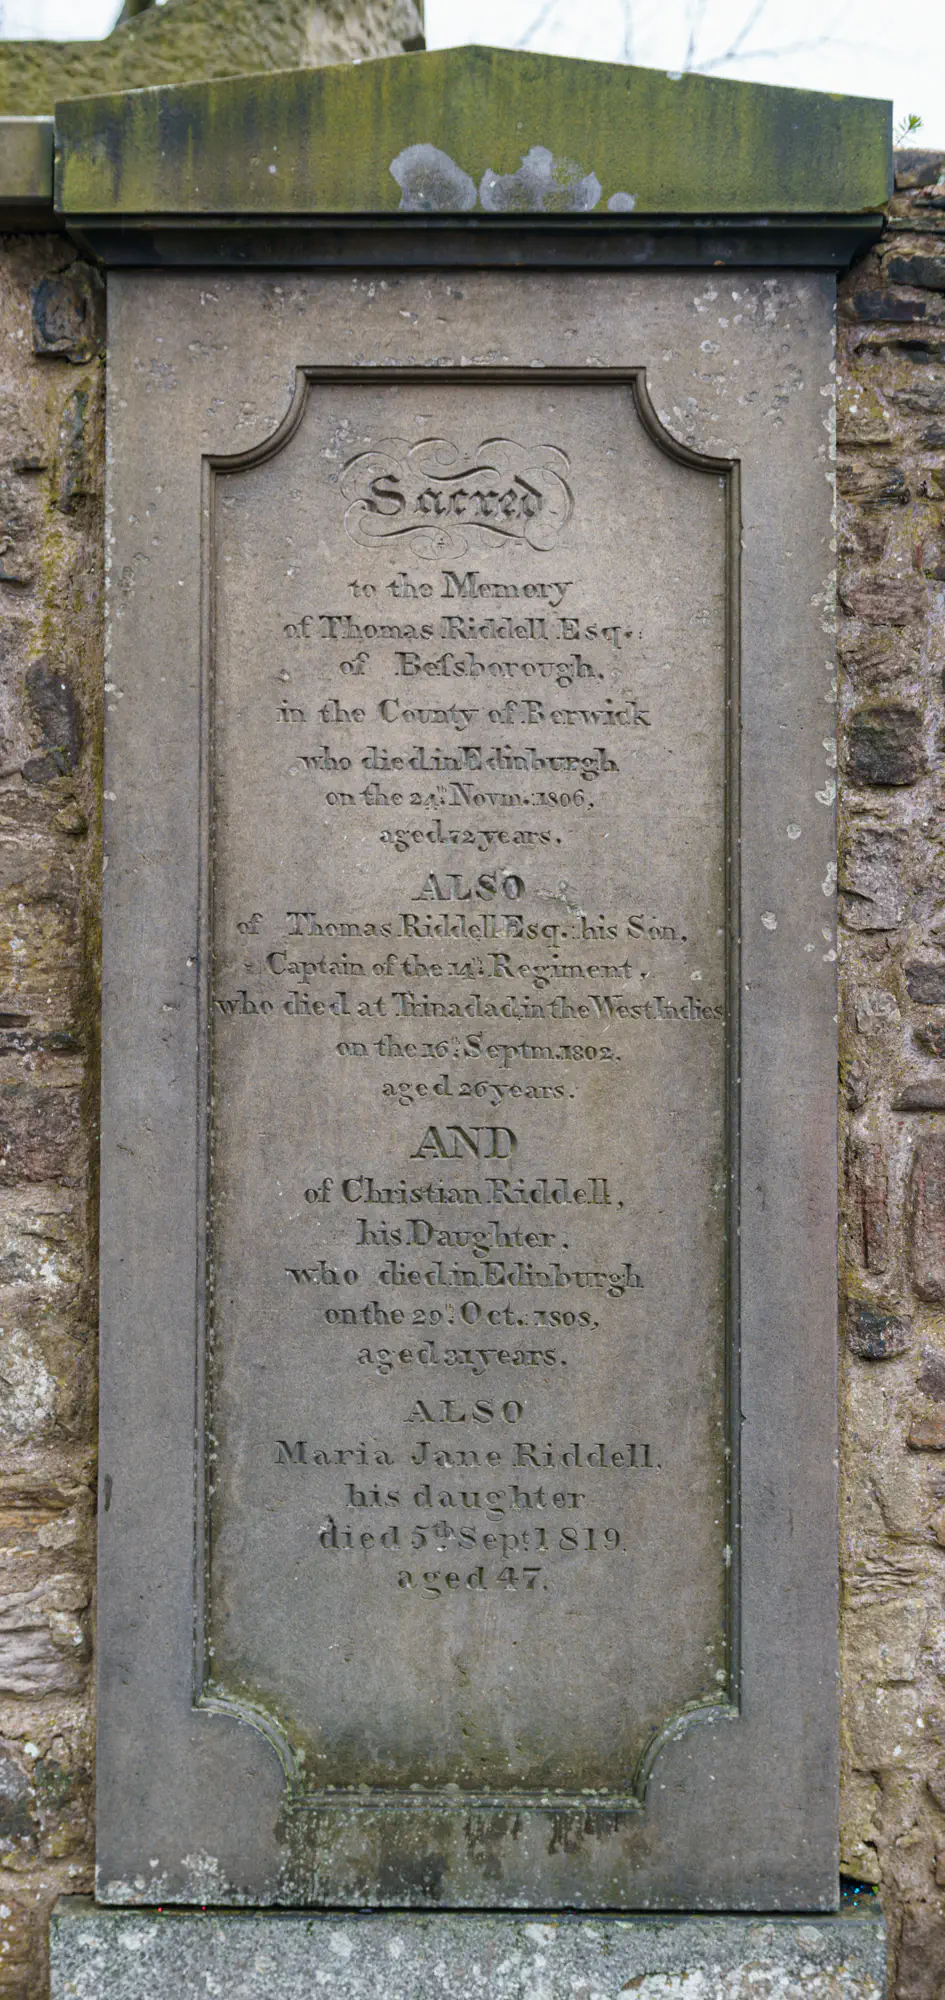 Sacred
to the Memory
of Thomas Riddell Esq.
of Beſsborough,
in the County of Berwick
who died in Edinburgh
on the 24th Novm. 1806,
aged 72 years.
ALSO
of Thomas Riddell Esq. his Son,
Captain of the 14th Regiment,
who died at Trinadad, in the West Indies
on the 16th Septm. 1802,
aged 26 years.
AND
of Christian Riddell,
his Daughter,
who died in Edinburgh
on the 29th Oct. 1808,
aged 31 years.
ALSO
Maria Jane Riddell,
his daughter
died 5th Sept. 1819.
aged 47.